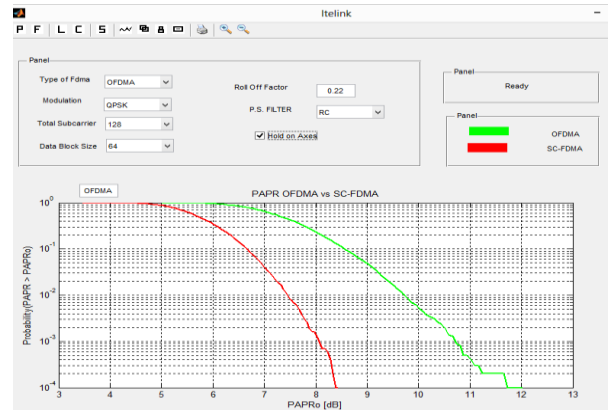 ltelink
P F L C S
Panel
Type of Fdma OFDMA
Modulation QPSK
Total Subcarrier 128
Data Block Size 64
Roll Off Factor 0.22
P.S. FILTER RC
Hold on Axes
Panel
Ready
Panel
OFDMA
SC-FDMA
OFDMA
PAPR OFDMA vs SC-FDMA
Probability(PAPR > PAPRo)
10^0
10^-1
10^-2
10^-3
10^-4
3 4 5 6 7 8 9 10 11 12 13
PAPRo [dB]